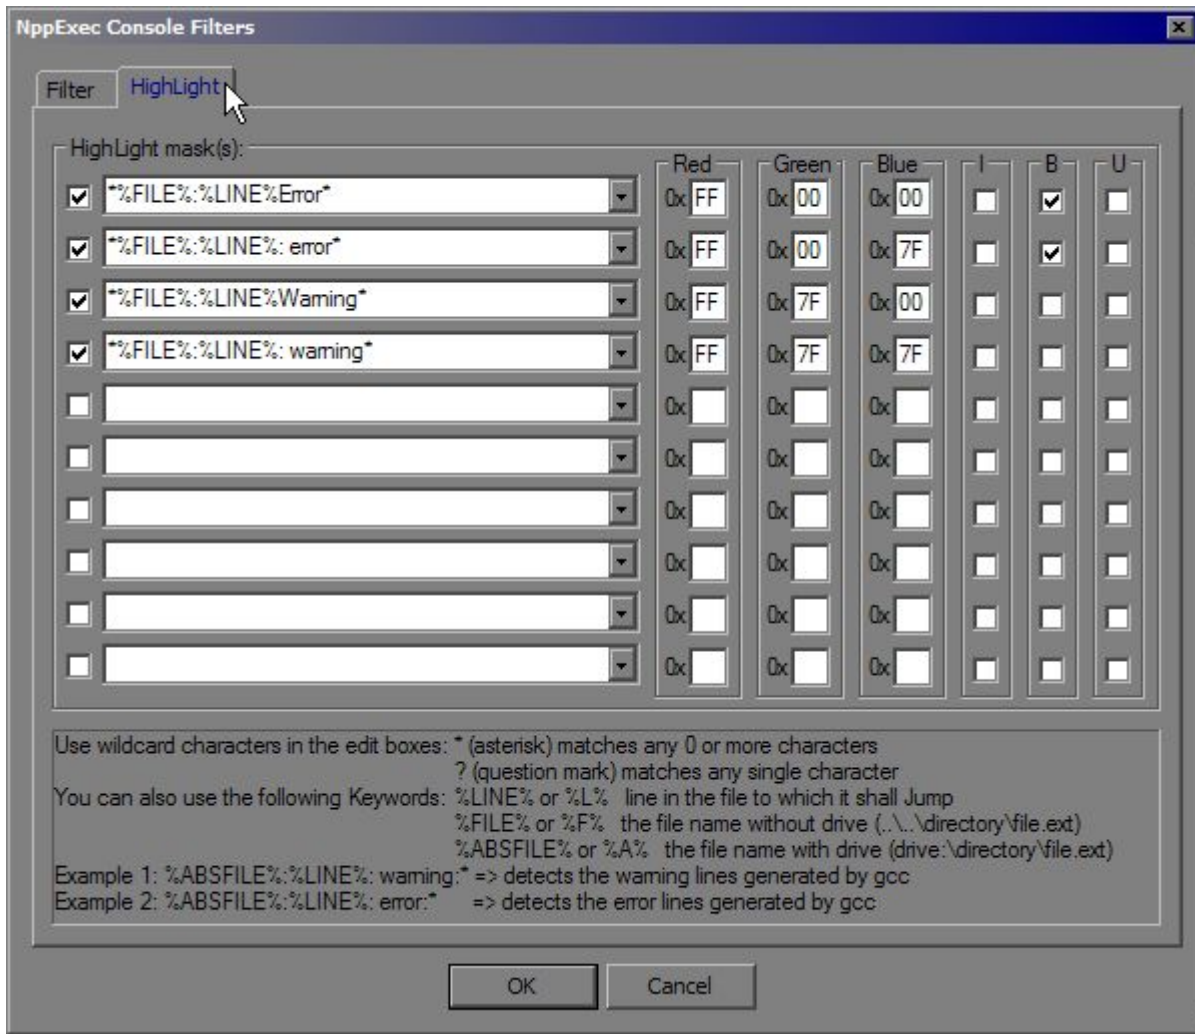 NppExec Console Filters
Filter HighLight
HighLight mask(s): Red Green Blue I B U
*%FILE%:%LINE%Error* 0x FF 0x 00 0x 00
*%FILE%:%LINE%: error* 0x FF 0x 00 0x 7F
*%FILE%:%LINE%Warning* 0x FF 0x 7F 0x 00
*%FILE%:%LINE%: warning* 0x FF 0x 7F 0x 7F
0x 0x 0x
0x 0x 0x
0x 0x 0x
0x 0x 0x
0x 0x 0x
0x 0x 0x
Use wildcard characters in the edit boxes: * (asterisk) matches any 0 or more characters
? (question mark) matches any single character
You can also use the following Keywords: %LINE% or %L% line in the file to which it shall Jump
%FILE% or %F% the file name without drive (..\..\directory\file.ext)
%ABSFILE% or %A% the file name with drive (drive:\directory\file.ext)
Example 1: %ABSFILE%:%LINE%: warning:* => detects the warning lines generated by gcc
Example 2: %ABSFILE%:%LINE%: error:* => detects the error lines generated by gcc
OK Cancel